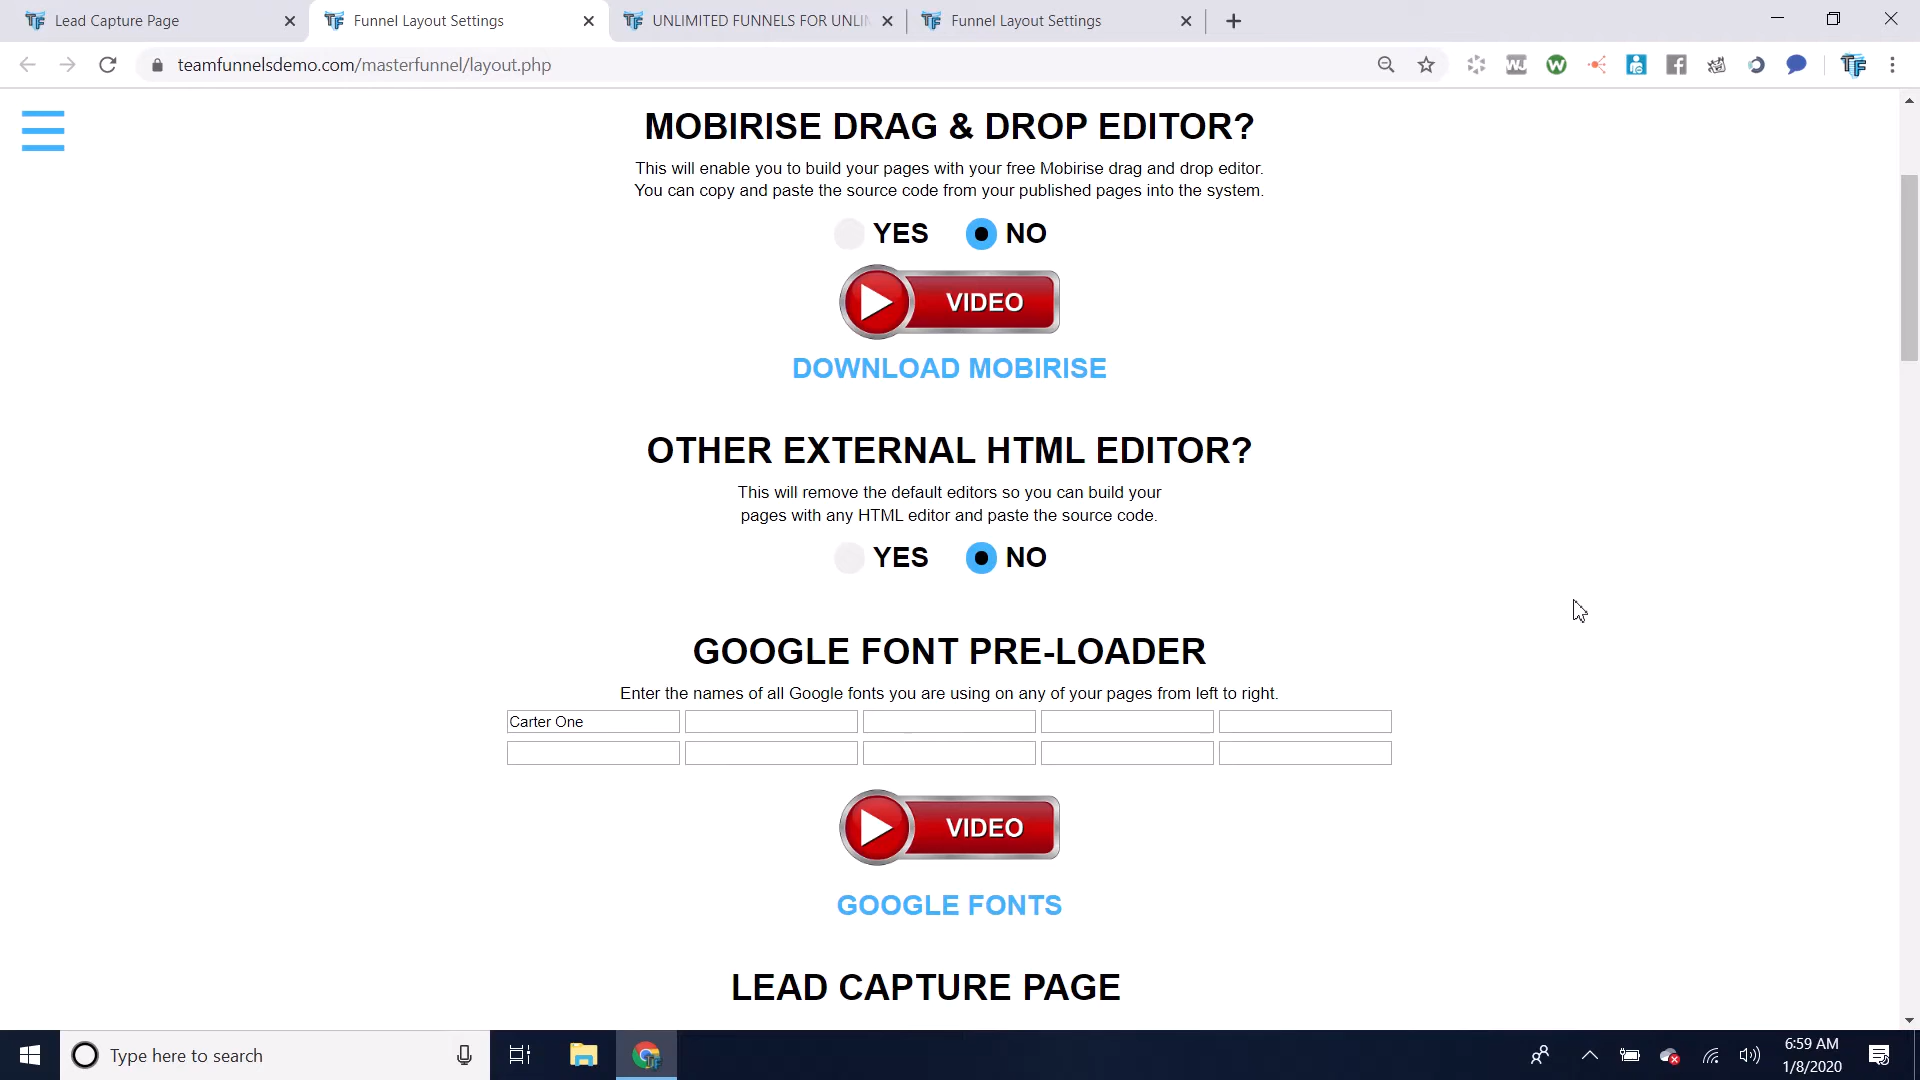 Lead Capture Page
Funnel Layout Settings
UNLIMITED FUNNELS FOR UNLI
Funnel Layout Settings
teamfunnelsdemo.com/masterfunnel/layout.php
MOBIRISE DRAG & DROP EDITOR?
This will enable you to build your pages with your free Mobirise drag and drop editor.
You can copy and paste the source code from your published pages into the system.
YES NO
VIDEO
DOWNLOAD MOBIRISE
OTHER EXTERNAL HTML EDITOR?
This will remove the default editors so you can build your
pages with any HTML editor and paste the source code.
YES NO
GOOGLE FONT PRE-LOADER
Enter the names of all Google fonts you are using on any of your pages from left to right.
Carter One
VIDEO
GOOGLE FONTS
LEAD CAPTURE PAGE
Type here to search
6:59 AM
1/8/2020